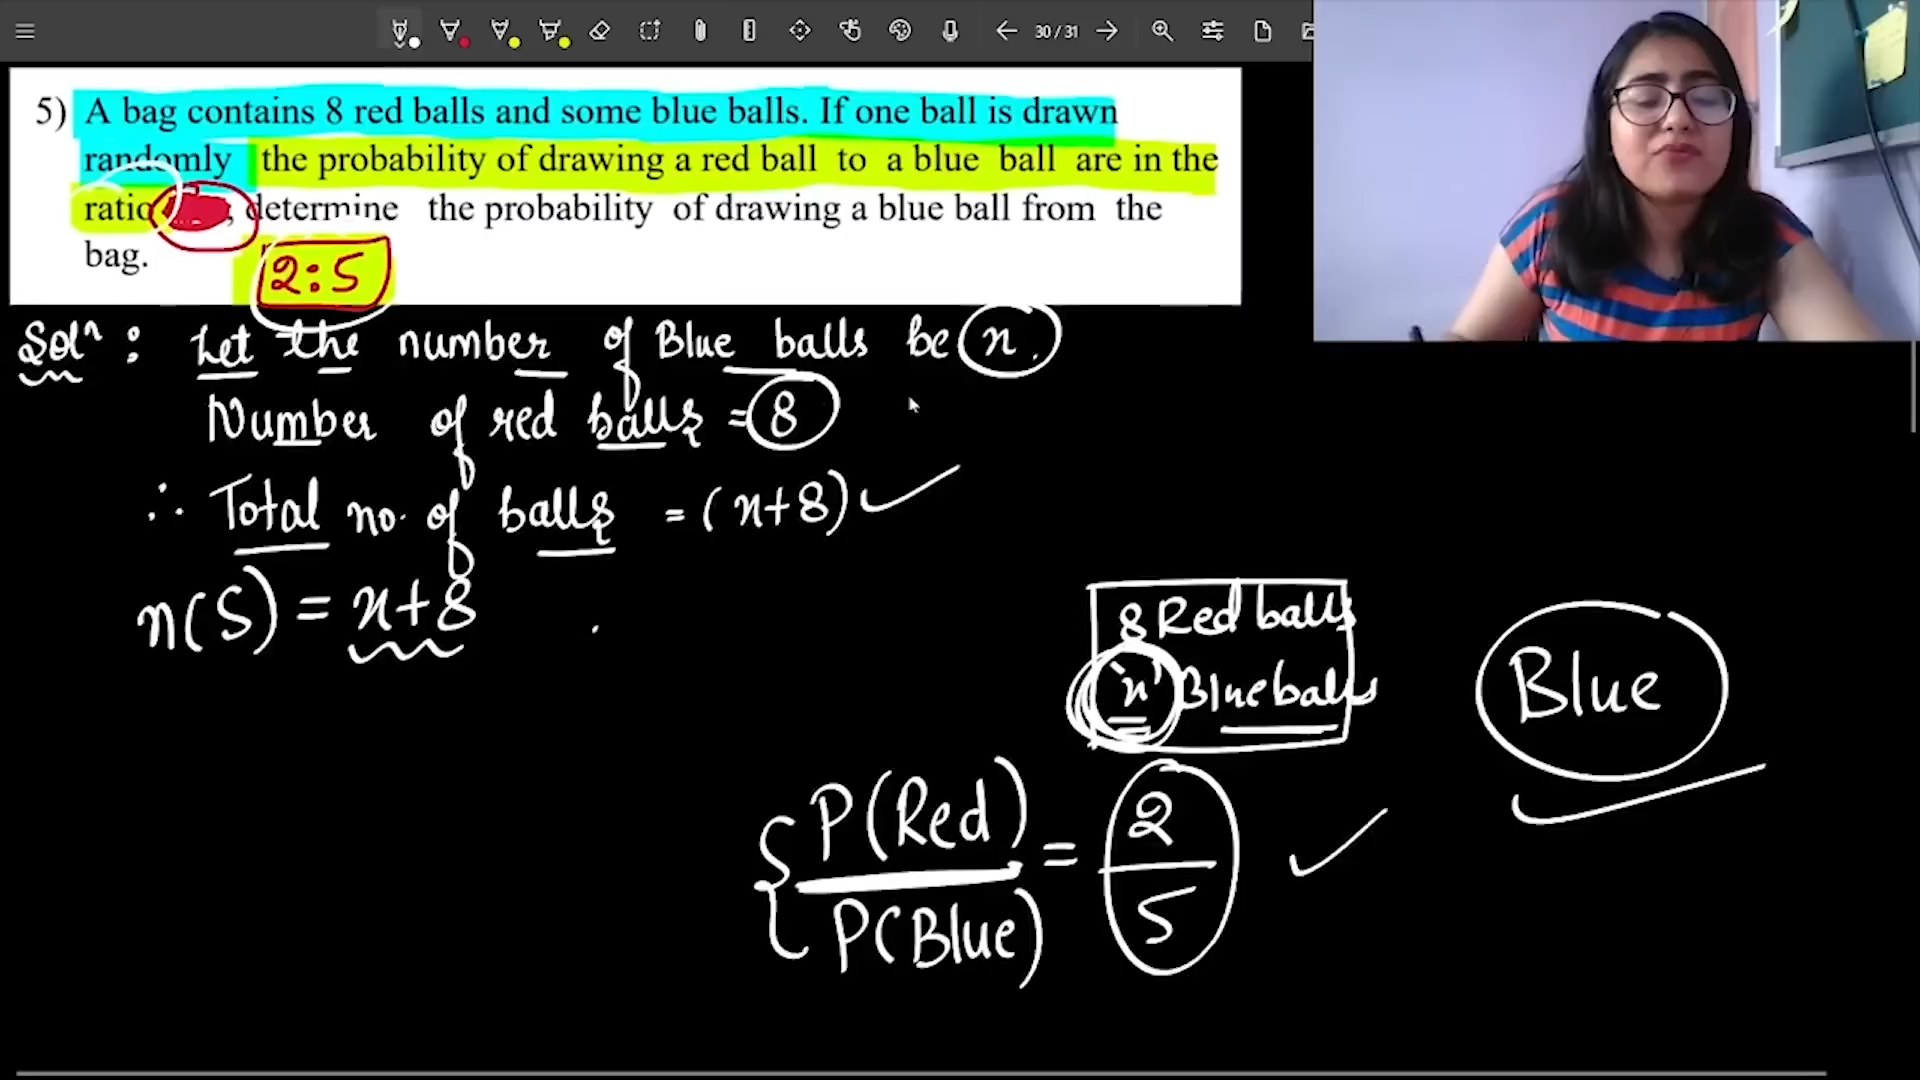 30 / 31
5) A bag contains 8 red balls and some blue balls. If one ball is drawn
randomly the probability of drawing a red ball to a blue ball are in the
ratio , determine the probability of drawing a blue ball from the
bag.
2:5
Solⁿ : Let the number of Blue balls be x.
Number of red balls = 8
∴ Total no. of balls = (x+8)
n(S) = x+8
8 Red balls
'x' Blue balls
Blue
P(Red)
P(Blue)
= 2
5